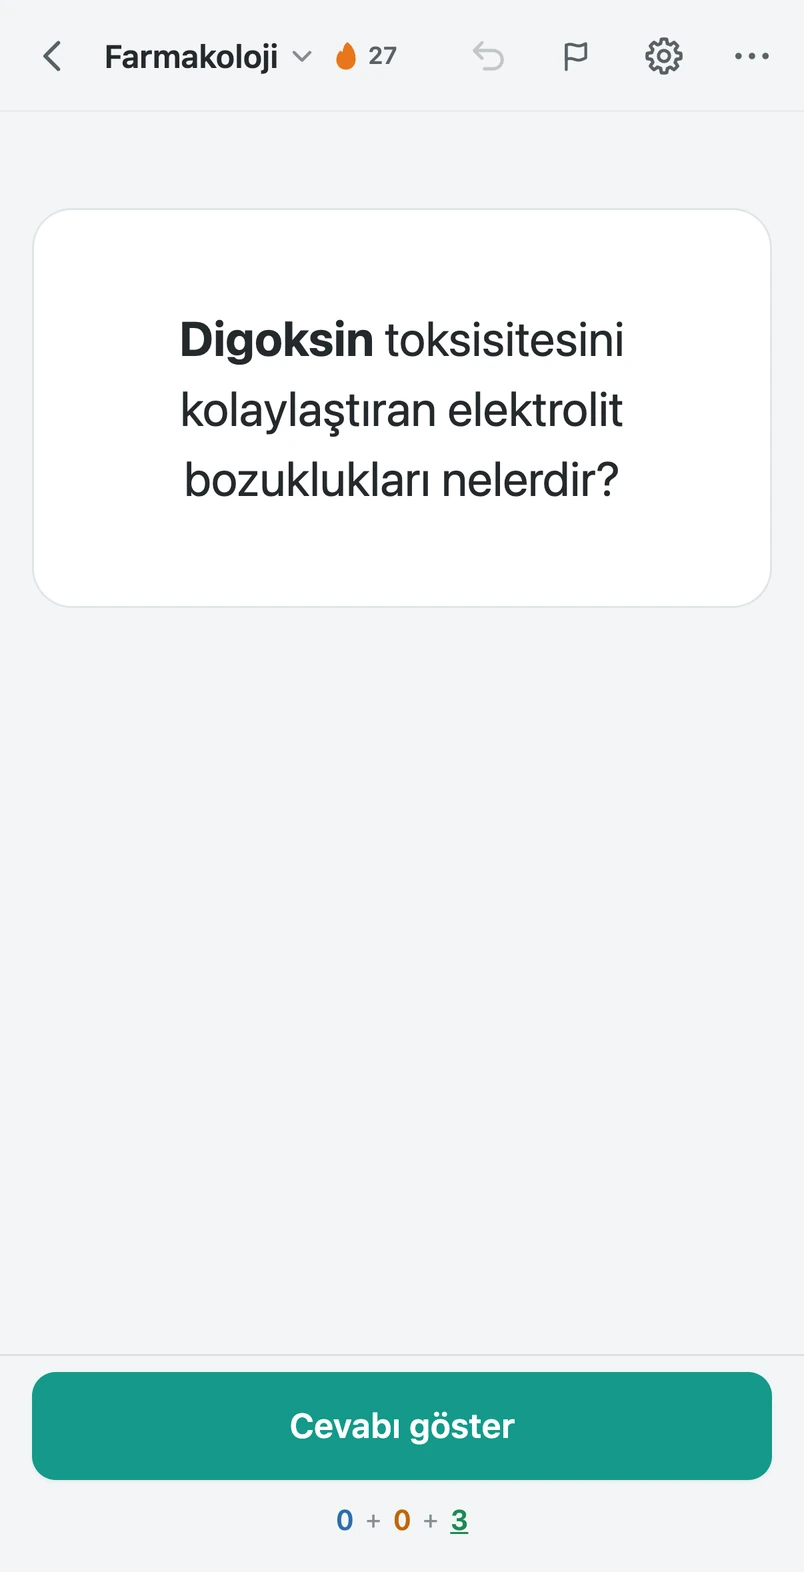 Farmakoloji 27
Digoksin toksisitesini
kolaylaştıran elektrolit
bozuklukları nelerdir?
Cevabı göster
0 + 0 + 3